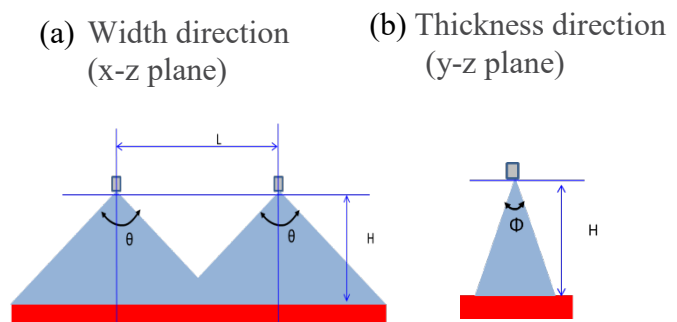 (a) Width direction
(x-z plane)
(b) Thickness direction
(y-z plane)
L
θ
θ
H
Φ
H